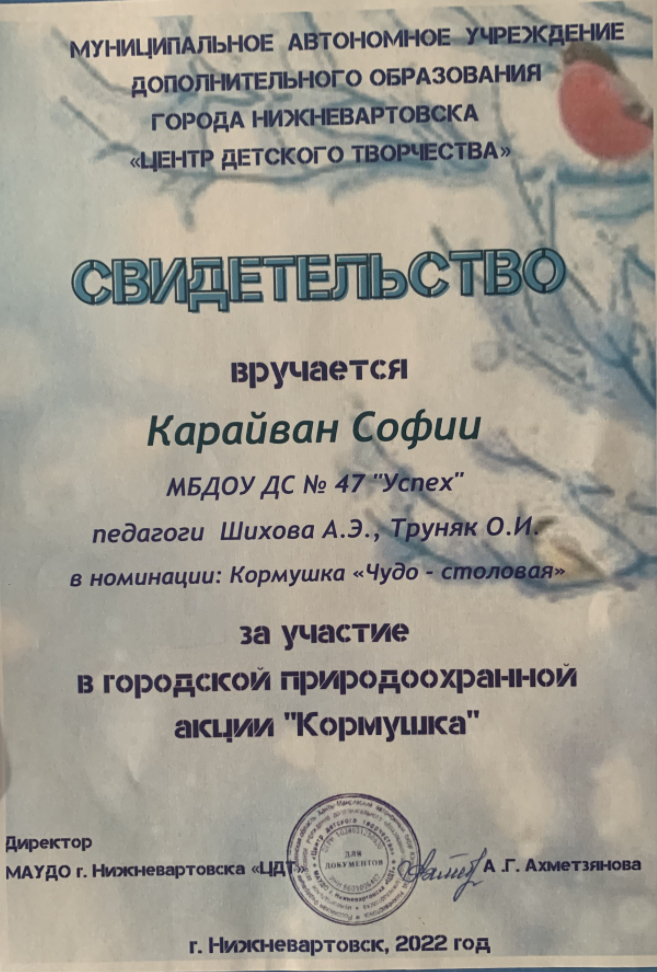 МУНИЦИПАЛЬНОЕ АВТОНОМНОЕ УЧРЕЖДЕНИЕ
ДОПОЛНИТЕЛЬНОГО ОБРАЗОВАНИЯ
ГОРОДА НИЖНЕВАРТОВСКА
«ЦЕНТР ДЕТСКОГО ТВОРЧЕСТВА»
СВИДЕТЕЛЬСТВО
вручается
Карайван Софии
МБДОУ ДС № 47 "Успех"
педагоги Шихова А.Э., Труняк О.И.
в номинации: Кормушка «Чудо - столовая»
за участие
в городской природоохранной
акции "Кормушка"
Директор
МАУДО г. Нижневартовска «ЦДТ» А .Г. Ахметзянова
ДЛЯ
ДОКУМЕНТОВ
г. Нижневартовск, 2022 год